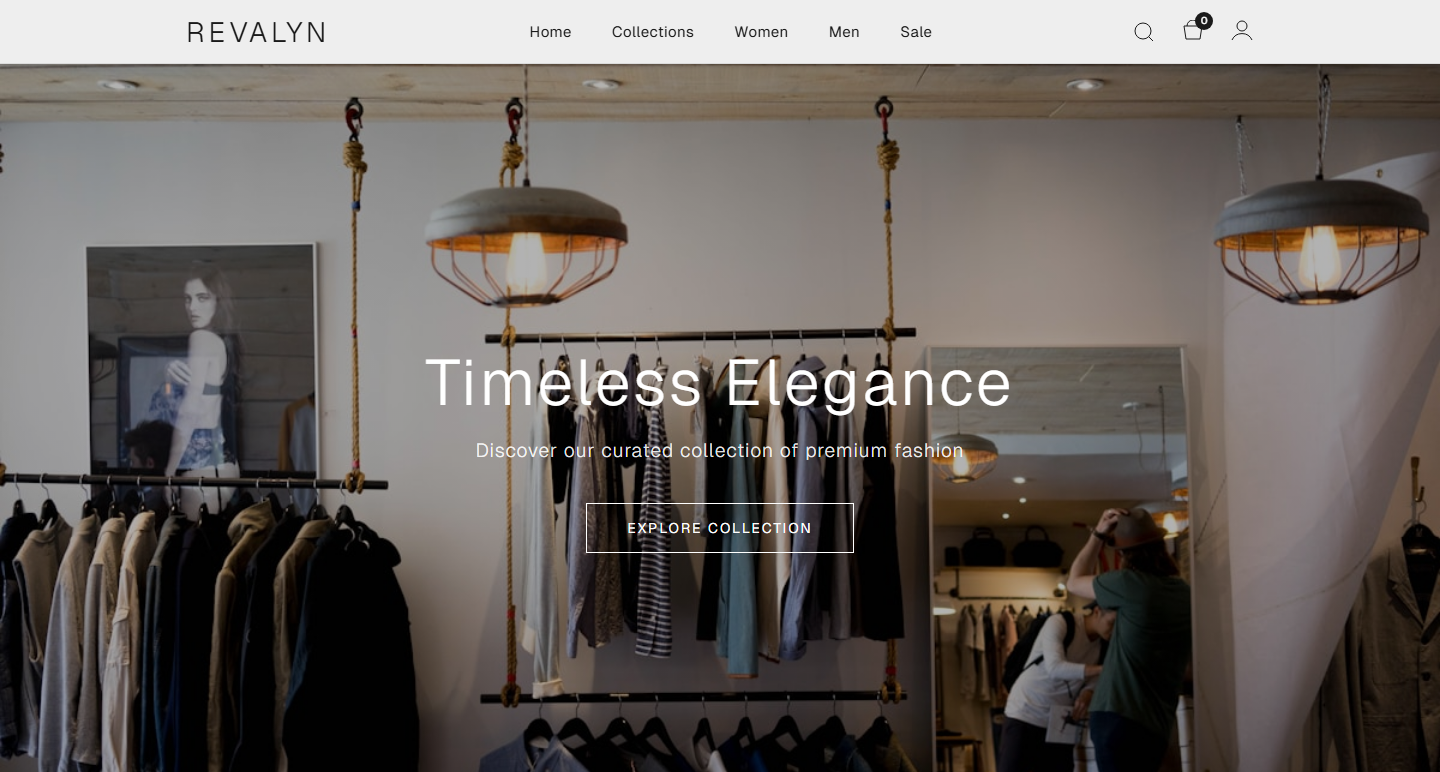 REVALYN
Home
Collections
Women
Men
Sale
0
Timeless Elegance
Discover our curated collection of premium fashion
EXPLORE COLLECTION